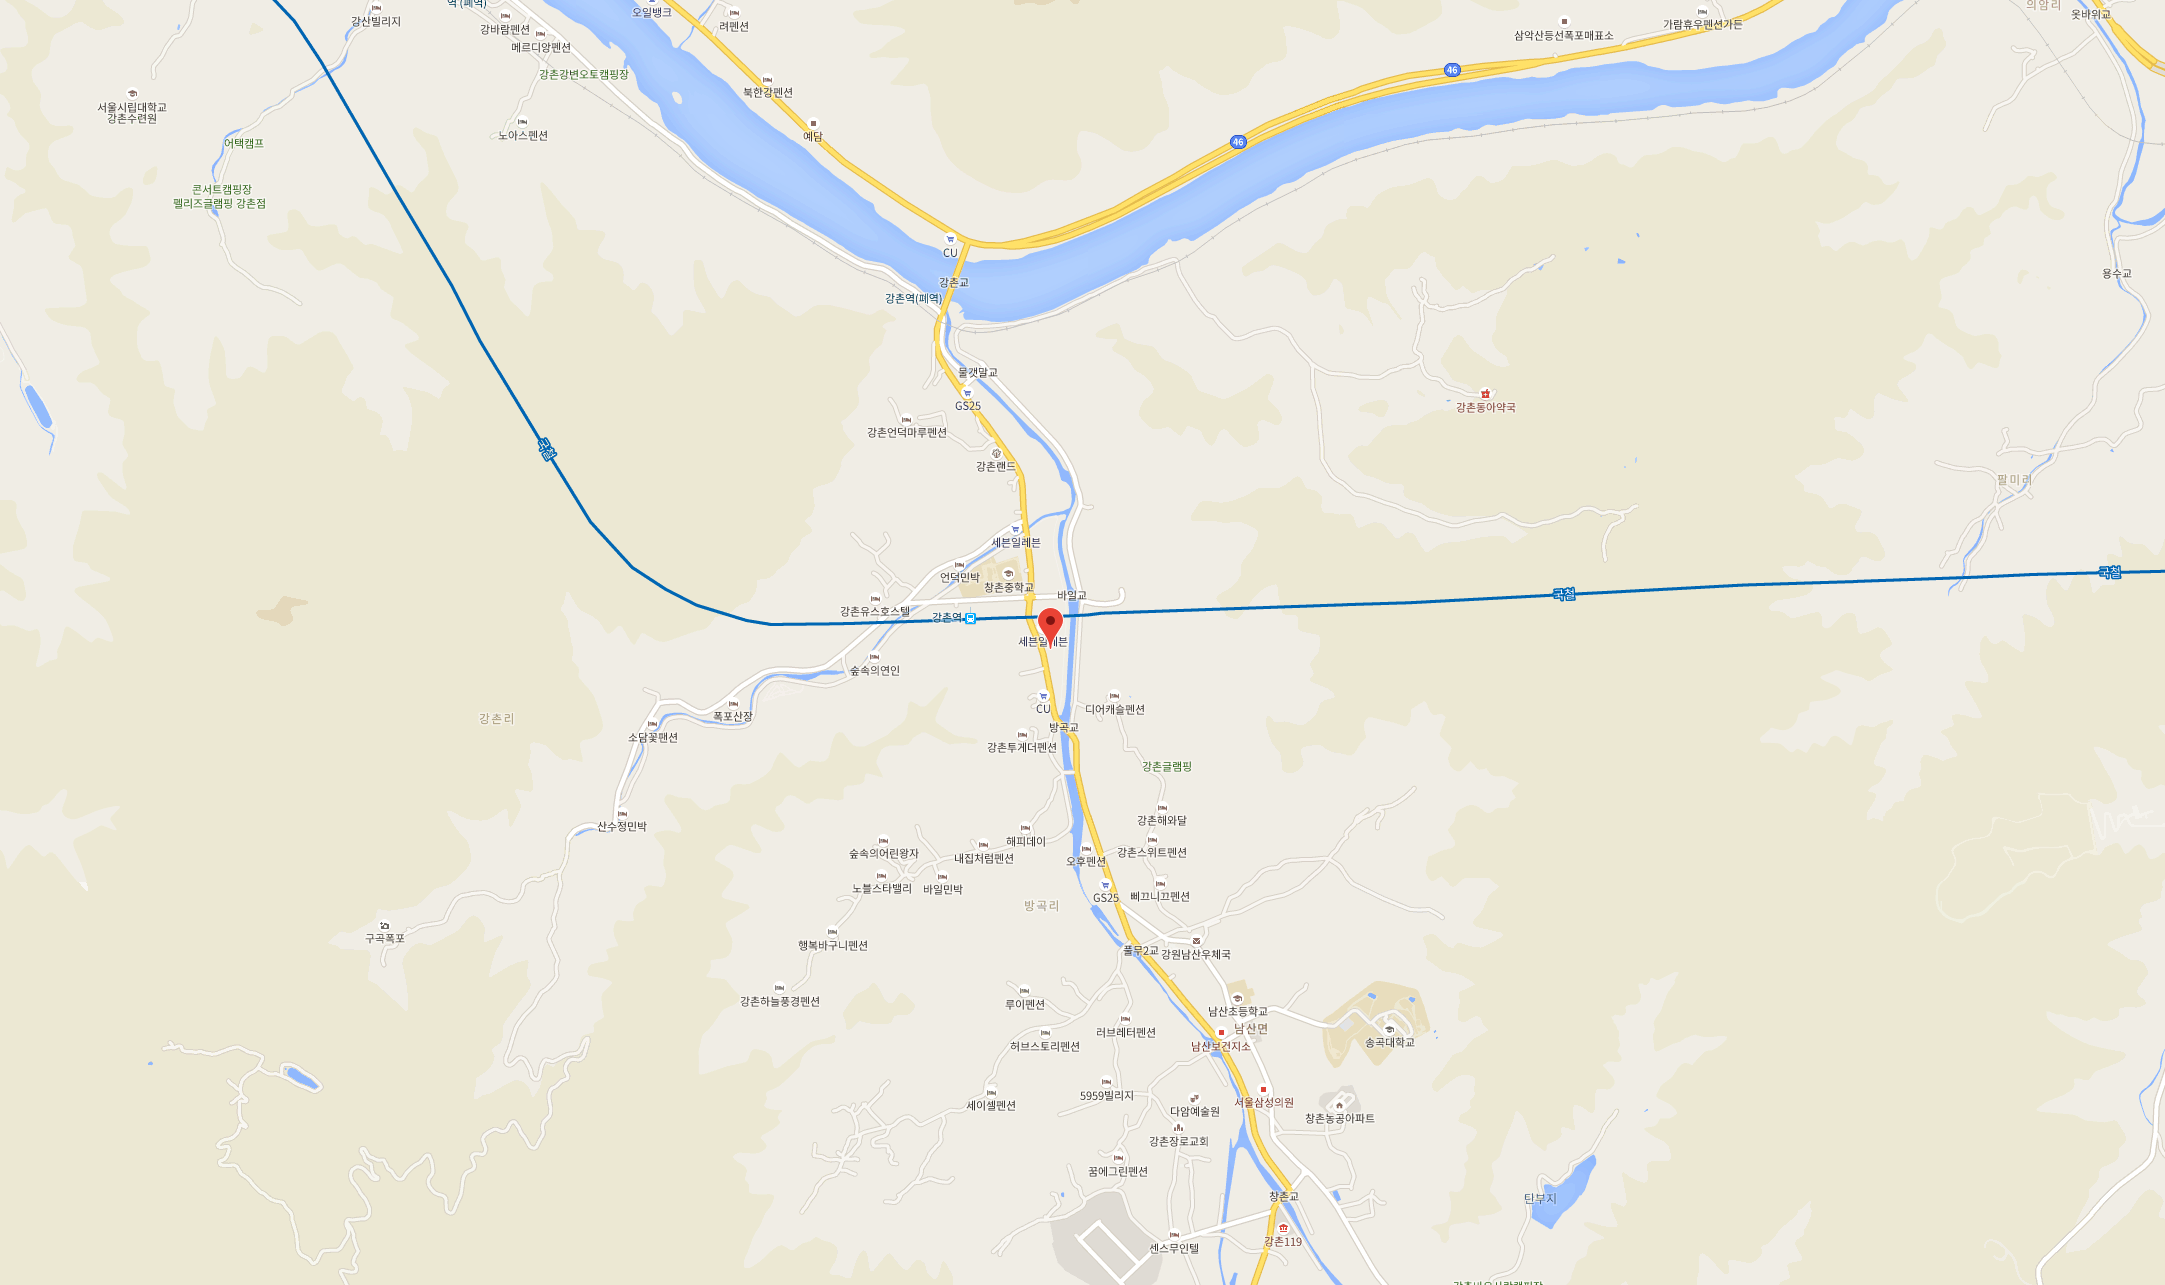 역 (폐역)
오일뱅크
강산빌리지
강바람펜션
려펜션
메르디앙펜션
가람휴우펜션가든
의암리
옷바위교
삼악산등선폭포매표소
46
강촌강변오토캠핑장
북한강펜션
서울시립대학교
강촌수련원
노아스펜션
예담
46
어택캠프
콘서트캠핑장
펠리즈글램핑 강촌점
CU
강촌교
강촌역(폐역)
용수교
물갯말교
GS25
강촌동아약국
강촌언덕마루펜션
국철
강촌랜드
팔미리
세븐일레븐
언덕민박
창촌중학교
바일교
국철
국철
강촌유스호스텔
강촌역
세븐일레븐
숲속의연인
강촌리
폭포산장
CU
디어캐슬펜션
소담꽃팬션
방곡교
강촌투게더펜션
강촌글램핑
산수정민박
강촌해와달
해피데이
숲속의어린왕자
내집처럼펜션
오후펜션
강촌스위트펜션
노블스타밸리
바일민박
GS25
삐끄니끄펜션
방곡리
구곡폭포
행복바구니펜션
풀무2교
강원남산우체국
강촌하늘풍경펜션
루이펜션
남산초등학교
러브레터펜션
남산면
허브스토리펜션
남산보건지소
송곡대학교
5959빌리지
세이셀펜션
다암예술원
서울삼성의원
창촌농공아파트
강촌장로교회
꿈에그린펜션
창촌교
탄부지
강촌119
센스무인텔